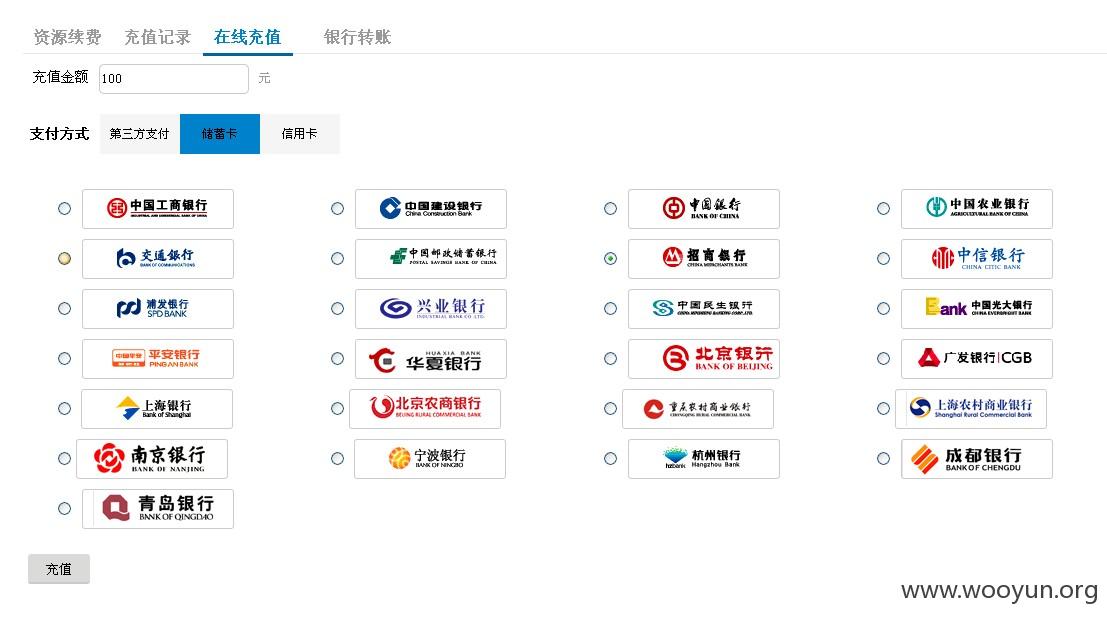 资源续费 充值记录 在线充值 银行转账
充值金额 100 元
支付方式 第三方支付 储蓄卡 信用卡
中国工商银行 INDUSTRIAL AND COMMERCIAL BANK OF CHINA
中国建设银行 China Construction Bank
中国银行 BANK OF CHINA
中国农业银行 AGRICULTURAL BANK OF CHINA
交通银行 BANK OF COMMUNICATIONS
中国邮政储蓄银行 POSTAL SAVINGS BANK OF CHINA
招商银行 CHINA MERCHANTS BANK
中信银行 CHINA CITIC BANK
浦发银行 SPD BANK
兴业银行 INDUSTRIAL BANK CO.,LTD.
中国民生银行 CHINA MINSHENG BANKING CORP.,LTD.
Bank 中国光大银行 CHINA EVERBRIGHT BANK
中国平安 平安银行 PING AN BANK
HUAXIA BANK 华夏银行
北京银行 BANK OF BEIJING
广发银行|CGB
上海银行 Bank of Shanghai
北京农商银行 BEIJING RURAL COMMERCIAL BANK
重庆农村商业银行 CHONGQING RURAL COMMERCIAL BANK
上海农村商业银行 Shanghai Rural Commercial Bank
南京银行 BANK OF NANJING
宁波银行 BANK OF NINGBO
hzbank 杭州银行 Hangzhou Bank
成都银行 BANK OF CHENGDU
青岛银行 BANK OF QINGDAO
充值
www.wooyun.org